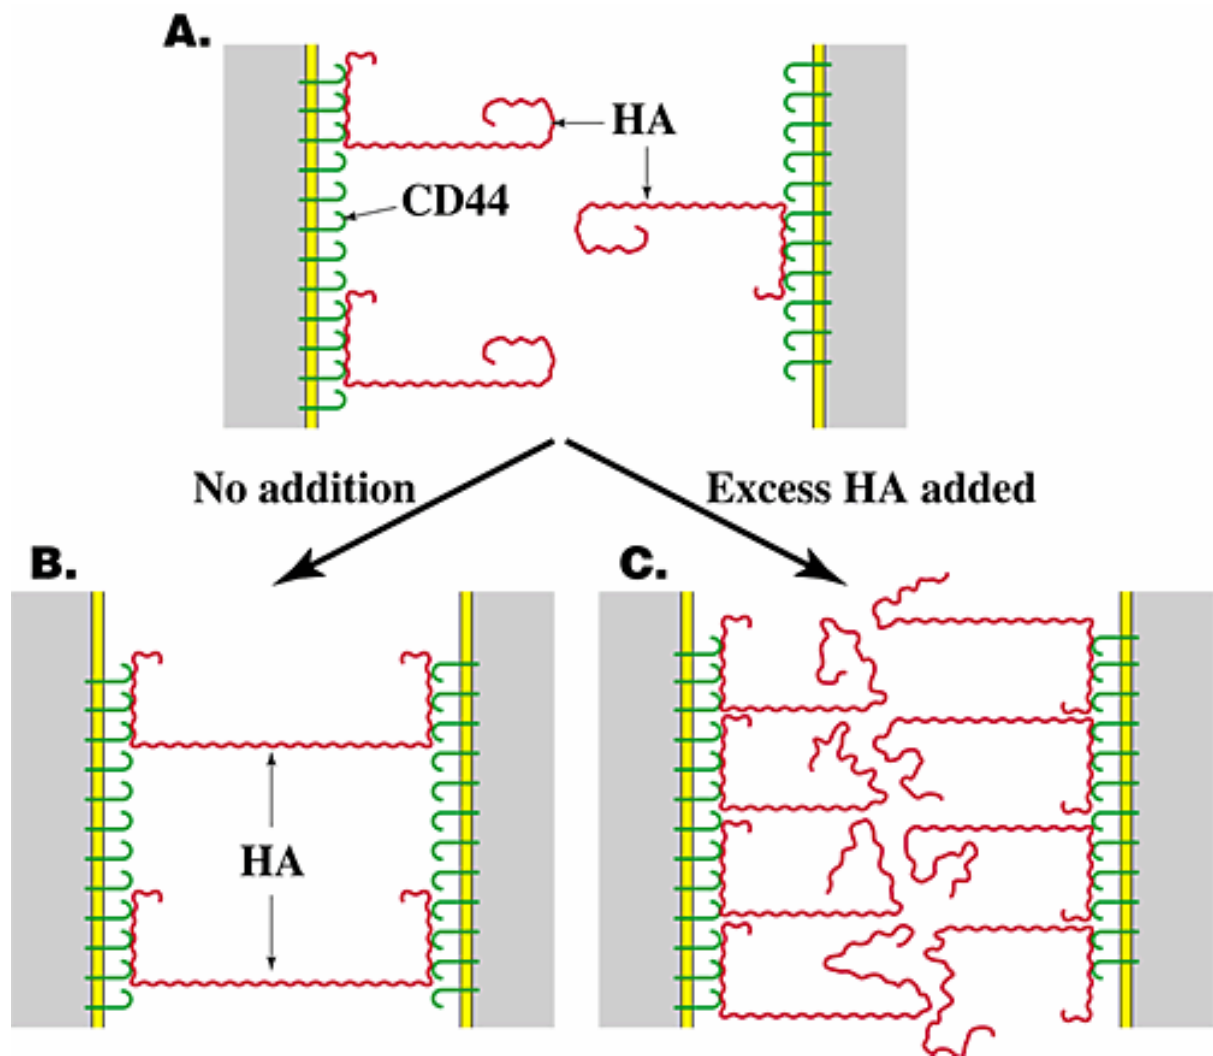 A.
HA
CD44
No addition
Excess HA added
B.
C.
HA